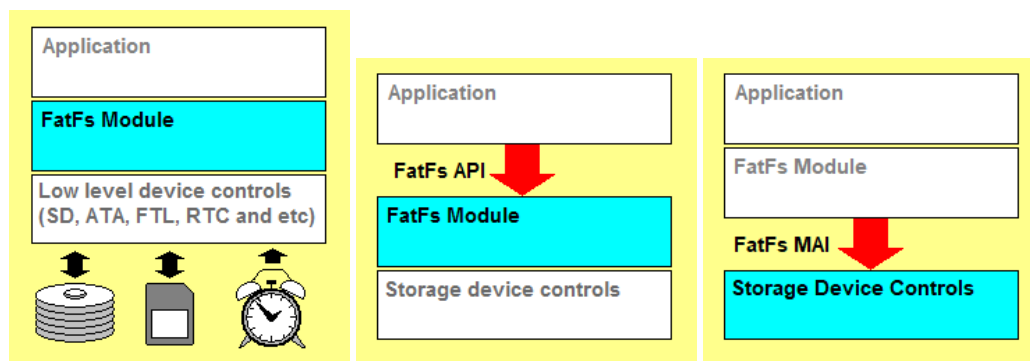 Application
FatFs Module
Low level device controls
(SD, ATA, FTL, RTC and etc)
Application
FatFs API
FatFs Module
Storage device controls
Application
FatFs Module
FatFs MAI
Storage Device Controls